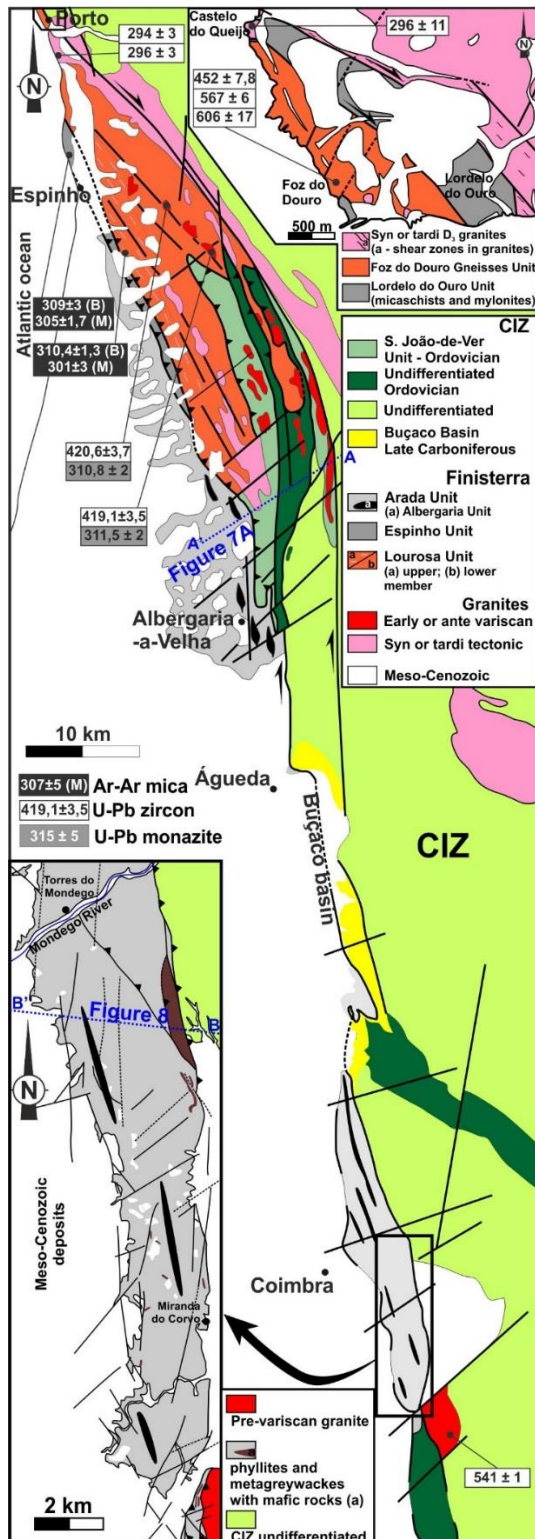 Porto
294 ± 3
296 ± 3
N
Castelo
do Queijo
296 ± 11
N
452 ± 7,8
567 ± 6
606 ± 17
Foz do
Douro
Lordelo
do Ouro
500 m
a
Syn or tardi D3 granites
(a - shear zones in granites)
Foz do Douro Gneisses Unit
Lordelo do Ouro Unit
(micaschists and mylonites)
Espinho
Atlantic ocean
309±3 (B)
305±1,7 (M)
310,4±1,3 (B)
301±3 (M)
420,6±3,7
310,8 ± 2
419,1±3,5
311,5 ± 2
A
A'
Figure 7A
Albergaria
-a-Velha
CIZ
S. João-de-Ver
Unit - Ordovician
Undifferentiated
Ordovician
Undifferentiated
Buçaco Basin
Late Carboniferous
Finisterra
a
Arada Unit
(a) Albergaria Unit
Espinho Unit
a
b
Lourosa Unit
(a) upper; (b) lower
member
Granites
Early or ante variscan
Syn or tardi tectonic
Meso-Cenozoic
10 km
307±5 (M) Ar-Ar mica
419,1±3,5 U-Pb zircon
315 ± 5 U-Pb monazite
Águeda
Buçaco basin
CIZ
Coimbra
541 ± 1
Torres do
Mondego
Mondego River
B'
Figure 8
B
N
Meso-Cenozoic
deposits
Miranda
do Corvo
2 km
Pre-variscan granite
a
phyllites and
metagreywackes
with mafic rocks (a)
CIZ undifferentiated